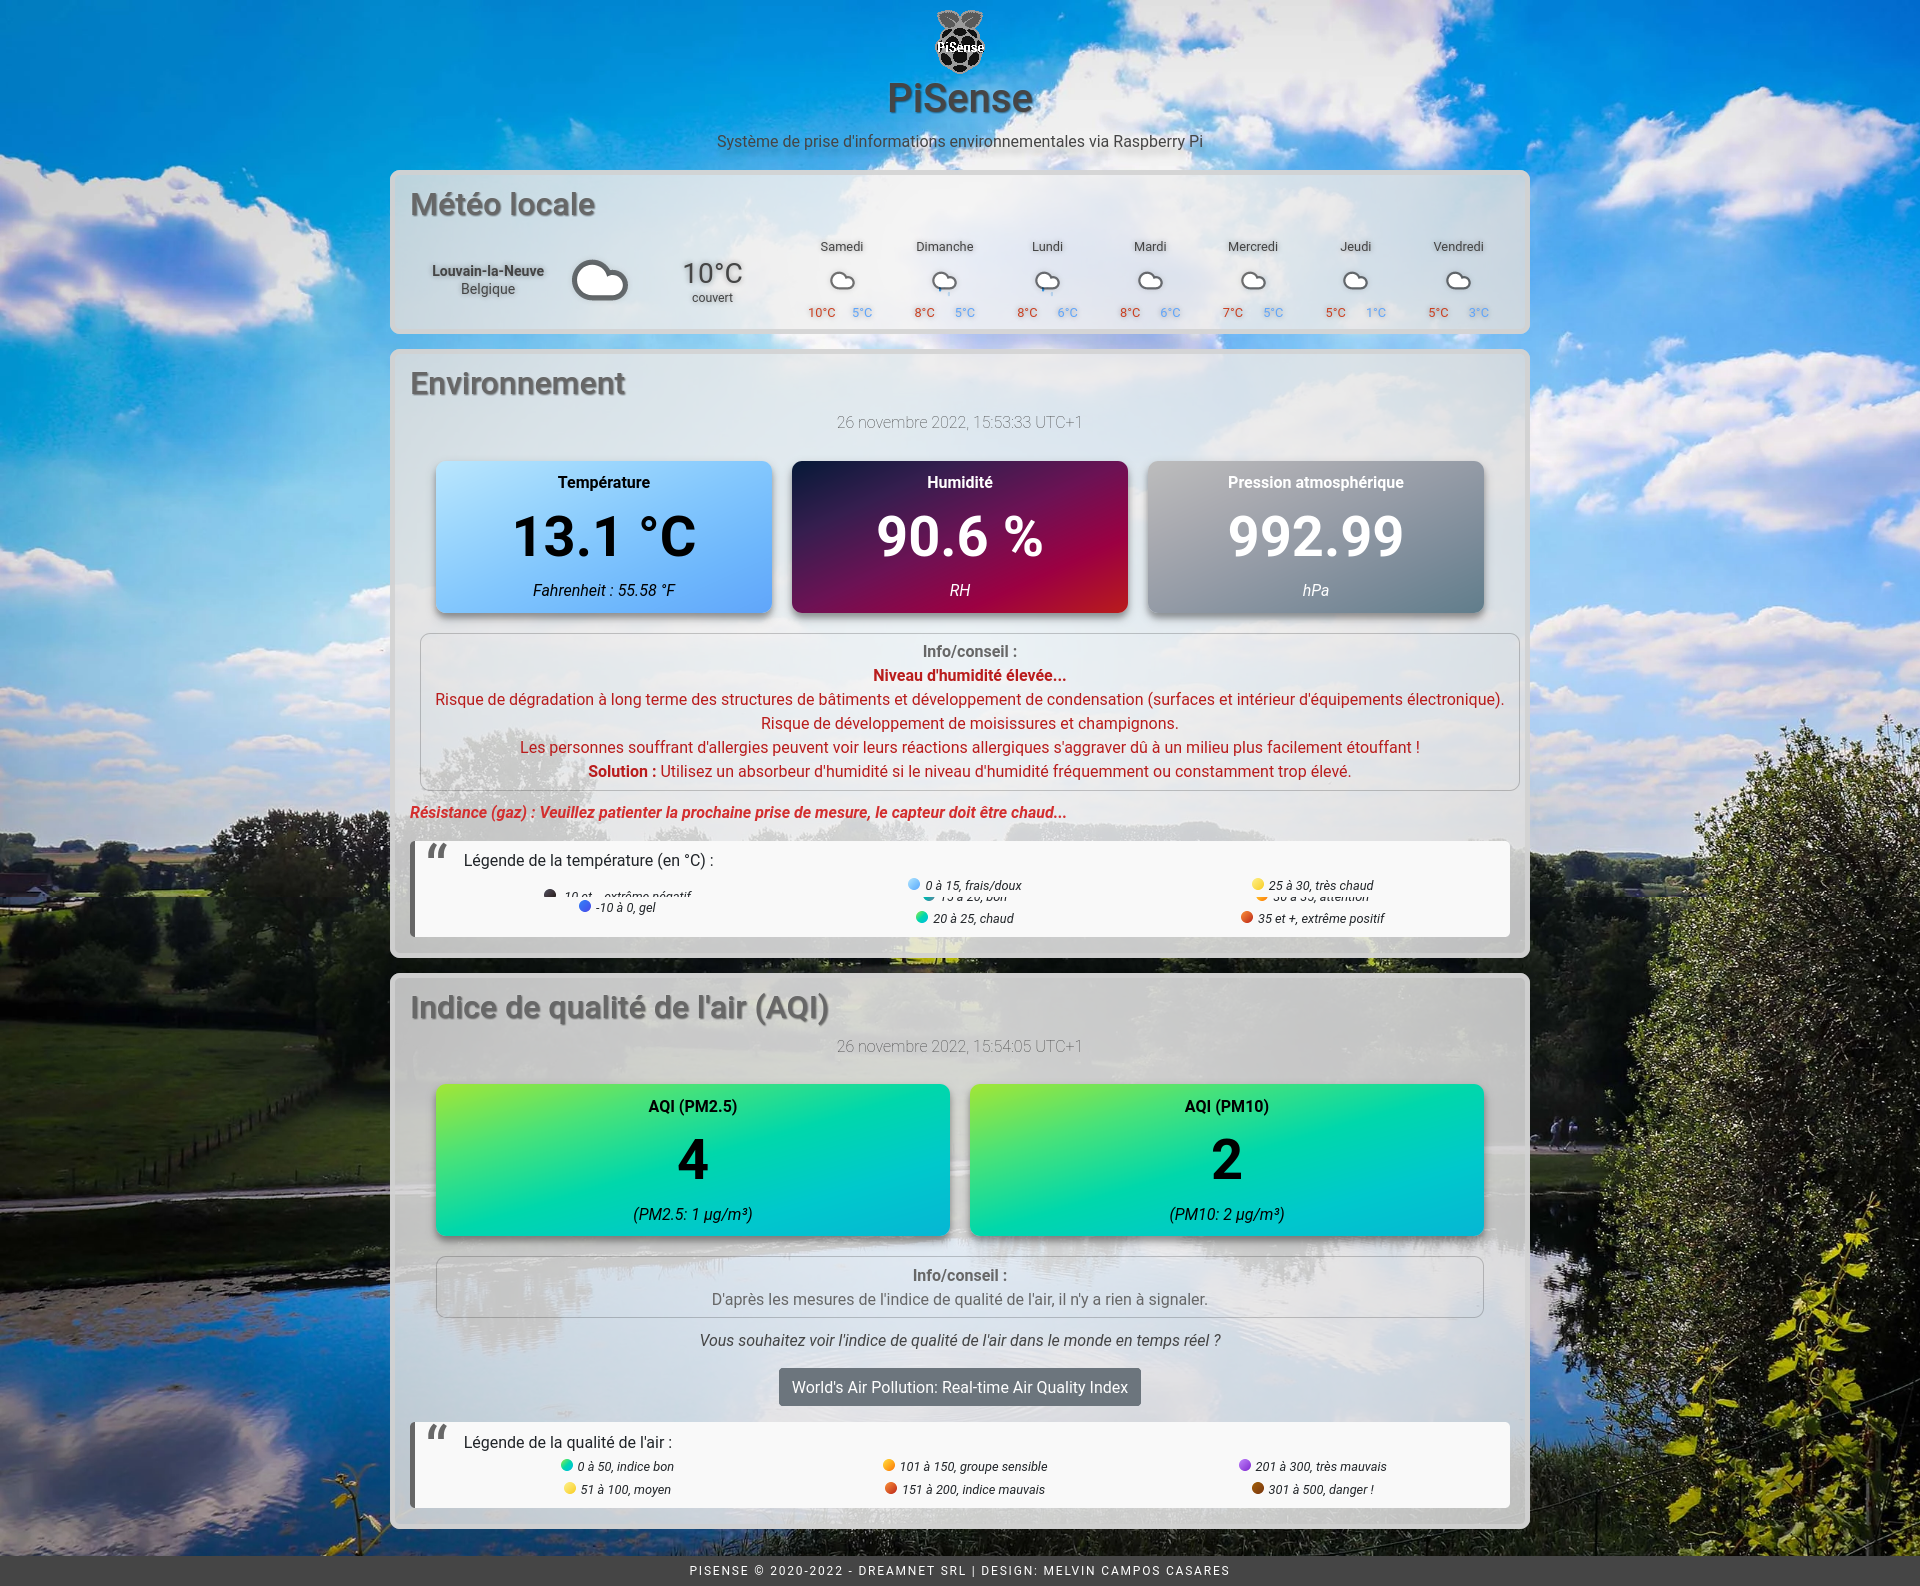 PiSense
PiSense
Système de prise d'informations environnementales via Raspberry Pi
Météo locale
Louvain-la-Neuve
Belgique
10°C
couvert
Samedi
10°C 5°C
Dimanche
8°C 5°C
Lundi
8°C 6°C
Mardi
8°C 6°C
Mercredi
7°C 5°C
Jeudi
5°C 1°C
Vendredi
5°C 3°C
Environnement
26 novembre 2022, 15:53:33 UTC+1
Température
13.1 °C
Fahrenheit : 55.58 °F
Humidité
90.6 %
RH
Pression atmosphérique
992.99
hPa
Info/conseil :
Niveau d'humidité élevée...
Risque de dégradation à long terme des structures de bâtiments et développement de condensation (surfaces et intérieur d'équipements électronique).
Risque de développement de moisissures et champignons.
Les personnes souffrant d'allergies peuvent voir leurs réactions allergiques s'aggraver dû à un milieu plus facilement étouffant !
Solution : Utilisez un absorbeur d'humidité si le niveau d'humidité fréquemment ou constamment trop élevé.
Résistance (gaz) : Veuillez patienter la prochaine prise de mesure, le capteur doit être chaud...
“
Légende de la température (en °C) :
-10 et -, extrême négatif
-10 à 0, gel
0 à 15, frais/doux
15 à 20, bon
20 à 25, chaud
25 à 30, très chaud
30 à 35, attention
35 et +, extrême positif
Indice de qualité de l'air (AQI)
26 novembre 2022, 15:54:05 UTC+1
AQI (PM2.5)
4
(PM2.5: 1 µg/m³)
AQI (PM10)
2
(PM10: 2 µg/m³)
Info/conseil :
D'après les mesures de l'indice de qualité de l'air, il n'y a rien à signaler.
Vous souhaitez voir l'indice de qualité de l'air dans le monde en temps réel ?
World's Air Pollution: Real-time Air Quality Index
“
Légende de la qualité de l'air :
0 à 50, indice bon
51 à 100, moyen
101 à 150, groupe sensible
151 à 200, indice mauvais
201 à 300, très mauvais
301 à 500, danger !
PISENSE © 2020-2022 - DREAMNET SRL | DESIGN: MELVIN CAMPOS CASARES